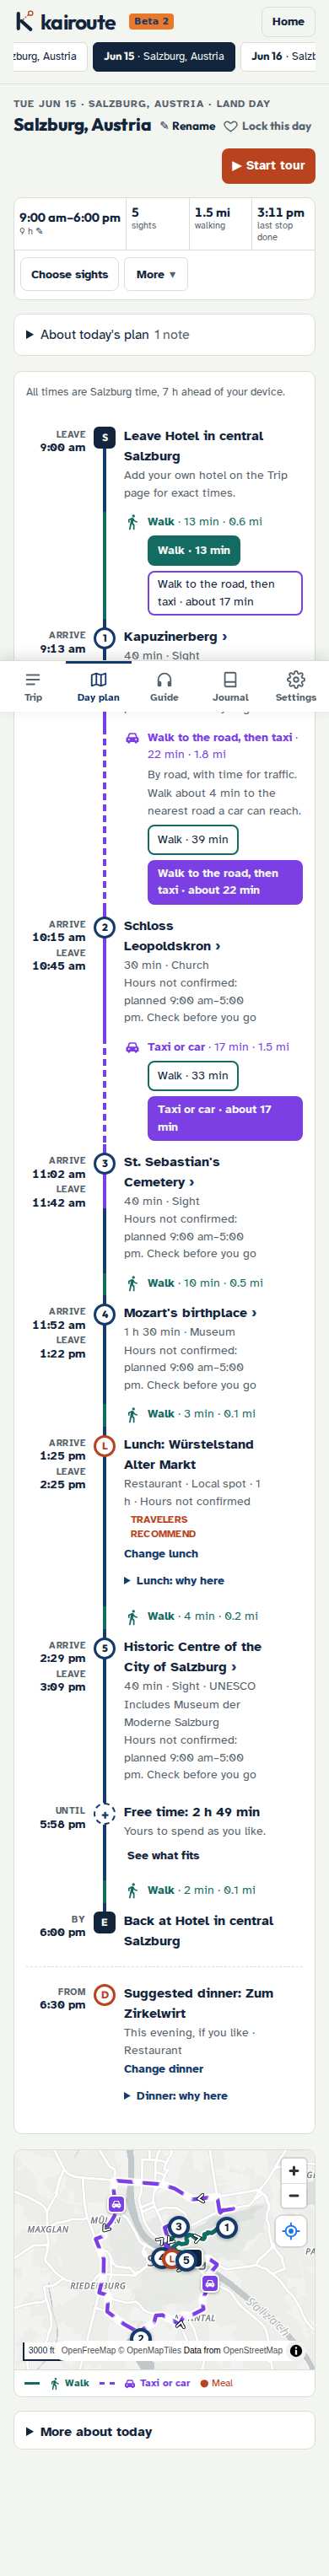 kairoute Beta 2 Home
zburg, Austria Jun 15 · Salzburg, Austria Jun 16 · Salzb
TUE JUN 15 · SALZBURG, AUSTRIA · LAND DAY
Salzburg, Austria ✎ Rename Lock this day
▶ Start tour
9:00 am–6:00 pm 5 1.5 mi 3:11 pm
9 h ✎ sights walking last stop
done
Choose sights More ▼
▶ About today's plan 1 note
All times are Salzburg time, 7 h ahead of your device.
LEAVE
9:00 am
S
Leave Hotel in central
Salzburg
Add your own hotel on the Trip
page for exact times.
Walk · 13 min · 0.6 mi
Walk · 13 min
Walk to the road, then
taxi · about 17 min
ARRIVE
9:13 am
1
Kapuzinerberg ›
40 min · Sight
Trip Day plan Guide Journal Settings
Walk to the road, then taxi ·
22 min · 1.8 mi
By road, with time for traffic.
Walk about 4 min to the
nearest road a car can reach.
Walk · 39 min
Walk to the road, then
taxi · about 22 min
ARRIVE
10:15 am
LEAVE
10:45 am
2
Schloss
Leopoldskron ›
30 min · Church
Hours not confirmed:
planned 9:00 am–5:00
pm. Check before you go
Taxi or car · 17 min · 1.5 mi
Walk · 33 min
Taxi or car · about 17
min
ARRIVE
11:02 am
LEAVE
11:42 am
3
St. Sebastian's
Cemetery ›
40 min · Sight
Hours not confirmed:
planned 9:00 am–5:00
pm. Check before you go
Walk · 10 min · 0.5 mi
ARRIVE
11:52 am
LEAVE
1:22 pm
4
Mozart's birthplace ›
1 h 30 min · Museum
Hours not confirmed:
planned 9:00 am–5:00
pm. Check before you go
Walk · 3 min · 0.1 mi
ARRIVE
1:25 pm
LEAVE
2:25 pm
L
Lunch: Würstelstand
Alter Markt
Restaurant · Local spot · 1
h · Hours not confirmed
TRAVELERS
RECOMMEND
Change lunch
▶ Lunch: why here
Walk · 4 min · 0.2 mi
ARRIVE
2:29 pm
LEAVE
3:09 pm
5
Historic Centre of the
City of Salzburg ›
40 min · Sight · UNESCO
Includes Museum der
Moderne Salzburg
Hours not confirmed:
planned 9:00 am–5:00
pm. Check before you go
UNTIL
5:58 pm
+
Free time: 2 h 49 min
Yours to spend as you like.
See what fits
Walk · 2 min · 0.1 mi
BY
6:00 pm
E
Back at Hotel in central
Salzburg
FROM
6:30 pm
D
Suggested dinner: Zum
Zirkelwirt
This evening, if you like ·
Restaurant
Change dinner
▶ Dinner: why here
+
−
MAXGLAN
3
1
4 L 5
2
3000 ft OpenFreeMap © OpenMapTiles Data from OpenStreetMap
Walk Taxi or car Meal
▶ More about today